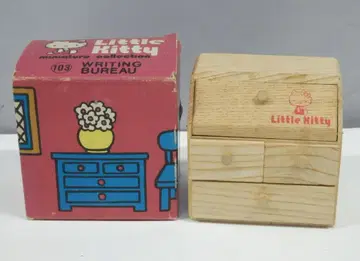 Little
Kitty
miniature collection
103 WRITING
BUREAU
Little Kitty